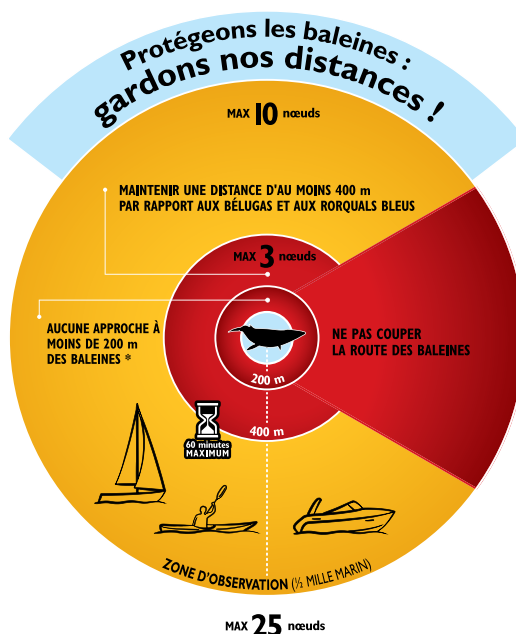 Protégeons les baleines :
gardons nos distances !
MAX 10 nœuds
MAINTENIR UNE DISTANCE D'AU MOINS 400 m
PAR RAPPORT AUX BÉLUGAS ET AUX RORQUALS BLEUS
MAX 3 nœuds
AUCUNE APPROCHE À
MOINS DE 200 m
DES BALEINES *
NE PAS COUPER
LA ROUTE DES BALEINES
200 m
400 m
60 minutes
MAXIMUM
ZONE D'OBSERVATION (½ MILLE MARIN)
MAX 25 nœuds